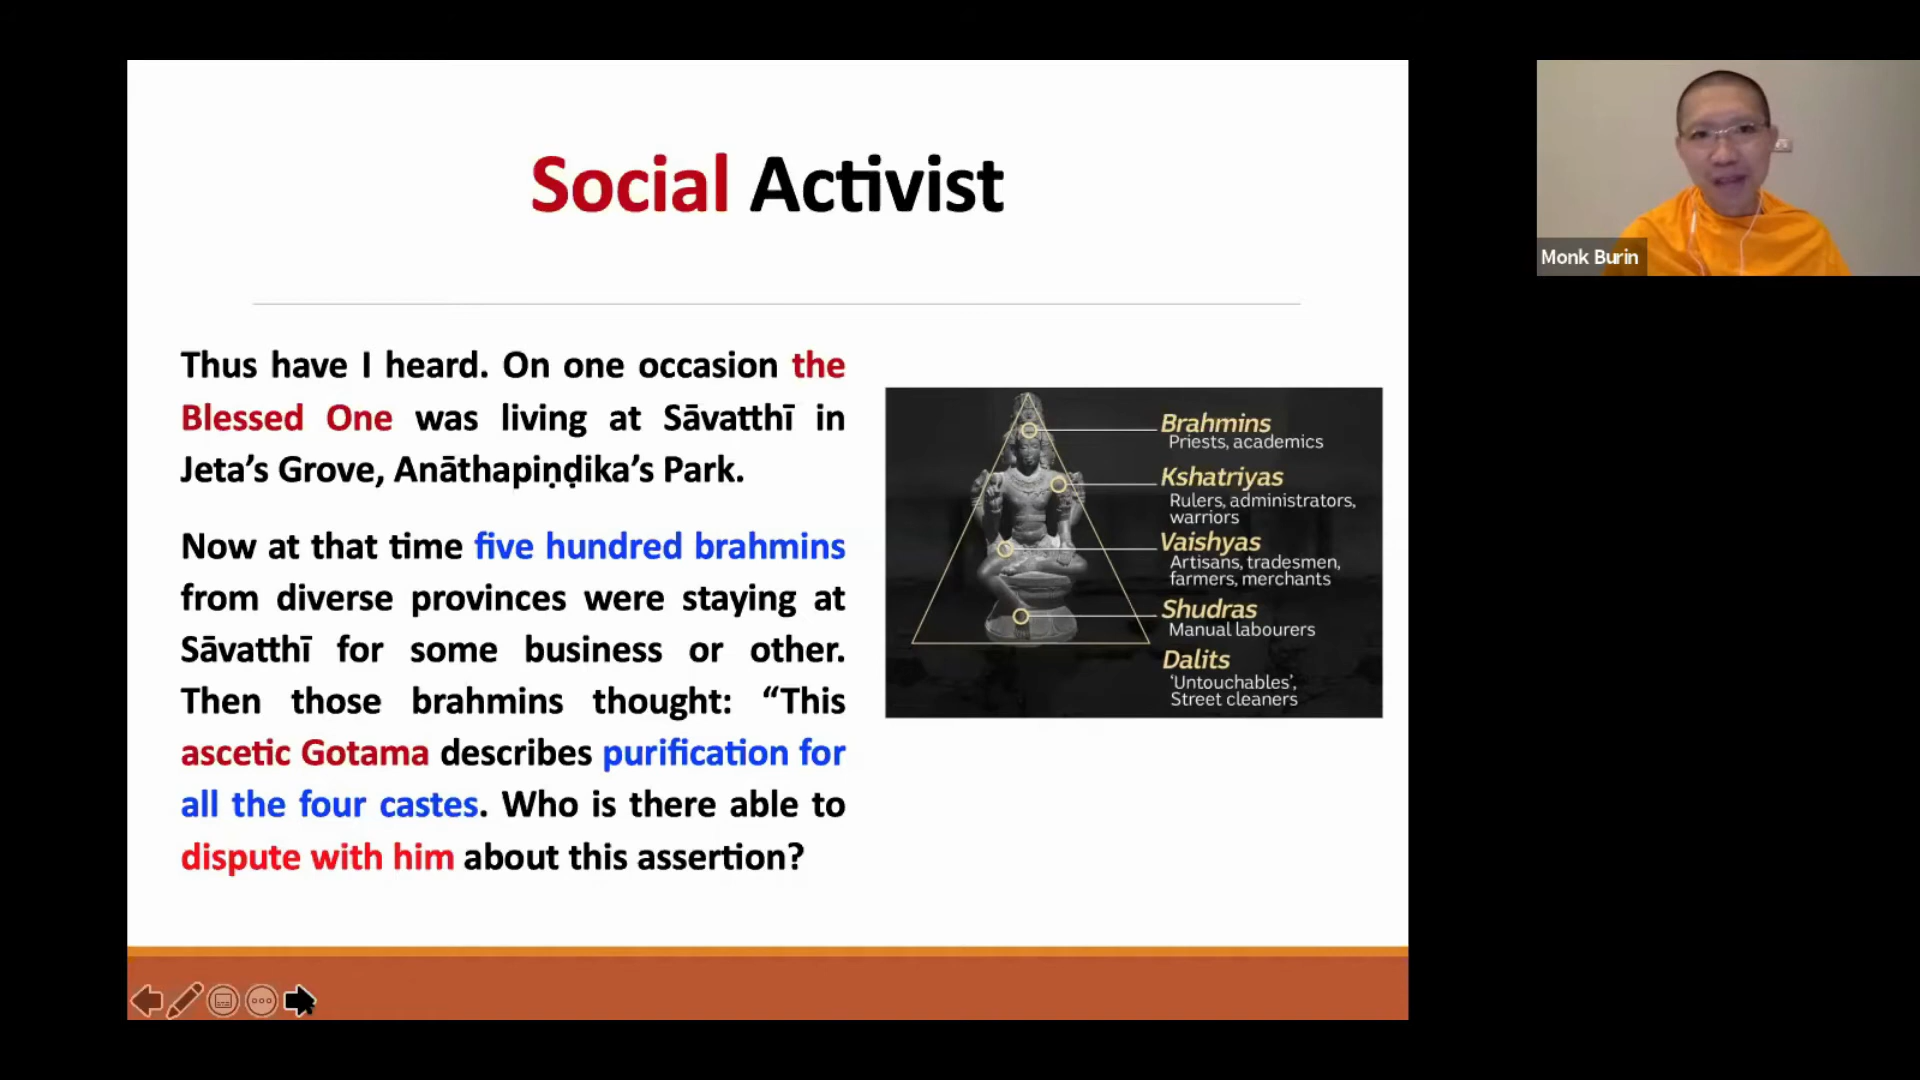 Social Activist
Thus have I heard. On one occasion the
Blessed One was living at Sāvatthī in
Jeta’s Grove, Anāthapiṇḍika’s Park.
Now at that time five hundred brahmins
from diverse provinces were staying at
Sāvatthī for some business or other.
Then those brahmins thought: “This
ascetic Gotama describes purification for
all the four castes. Who is there able to
dispute with him about this assertion?
Brahmins
Priests, academics
Kshatriyas
Rulers, administrators,
warriors
Vaishyas
Artisans, tradesmen,
farmers, merchants
Shudras
Manual labourers
Dalits
‘Untouchables’,
Street cleaners
Monk Burin